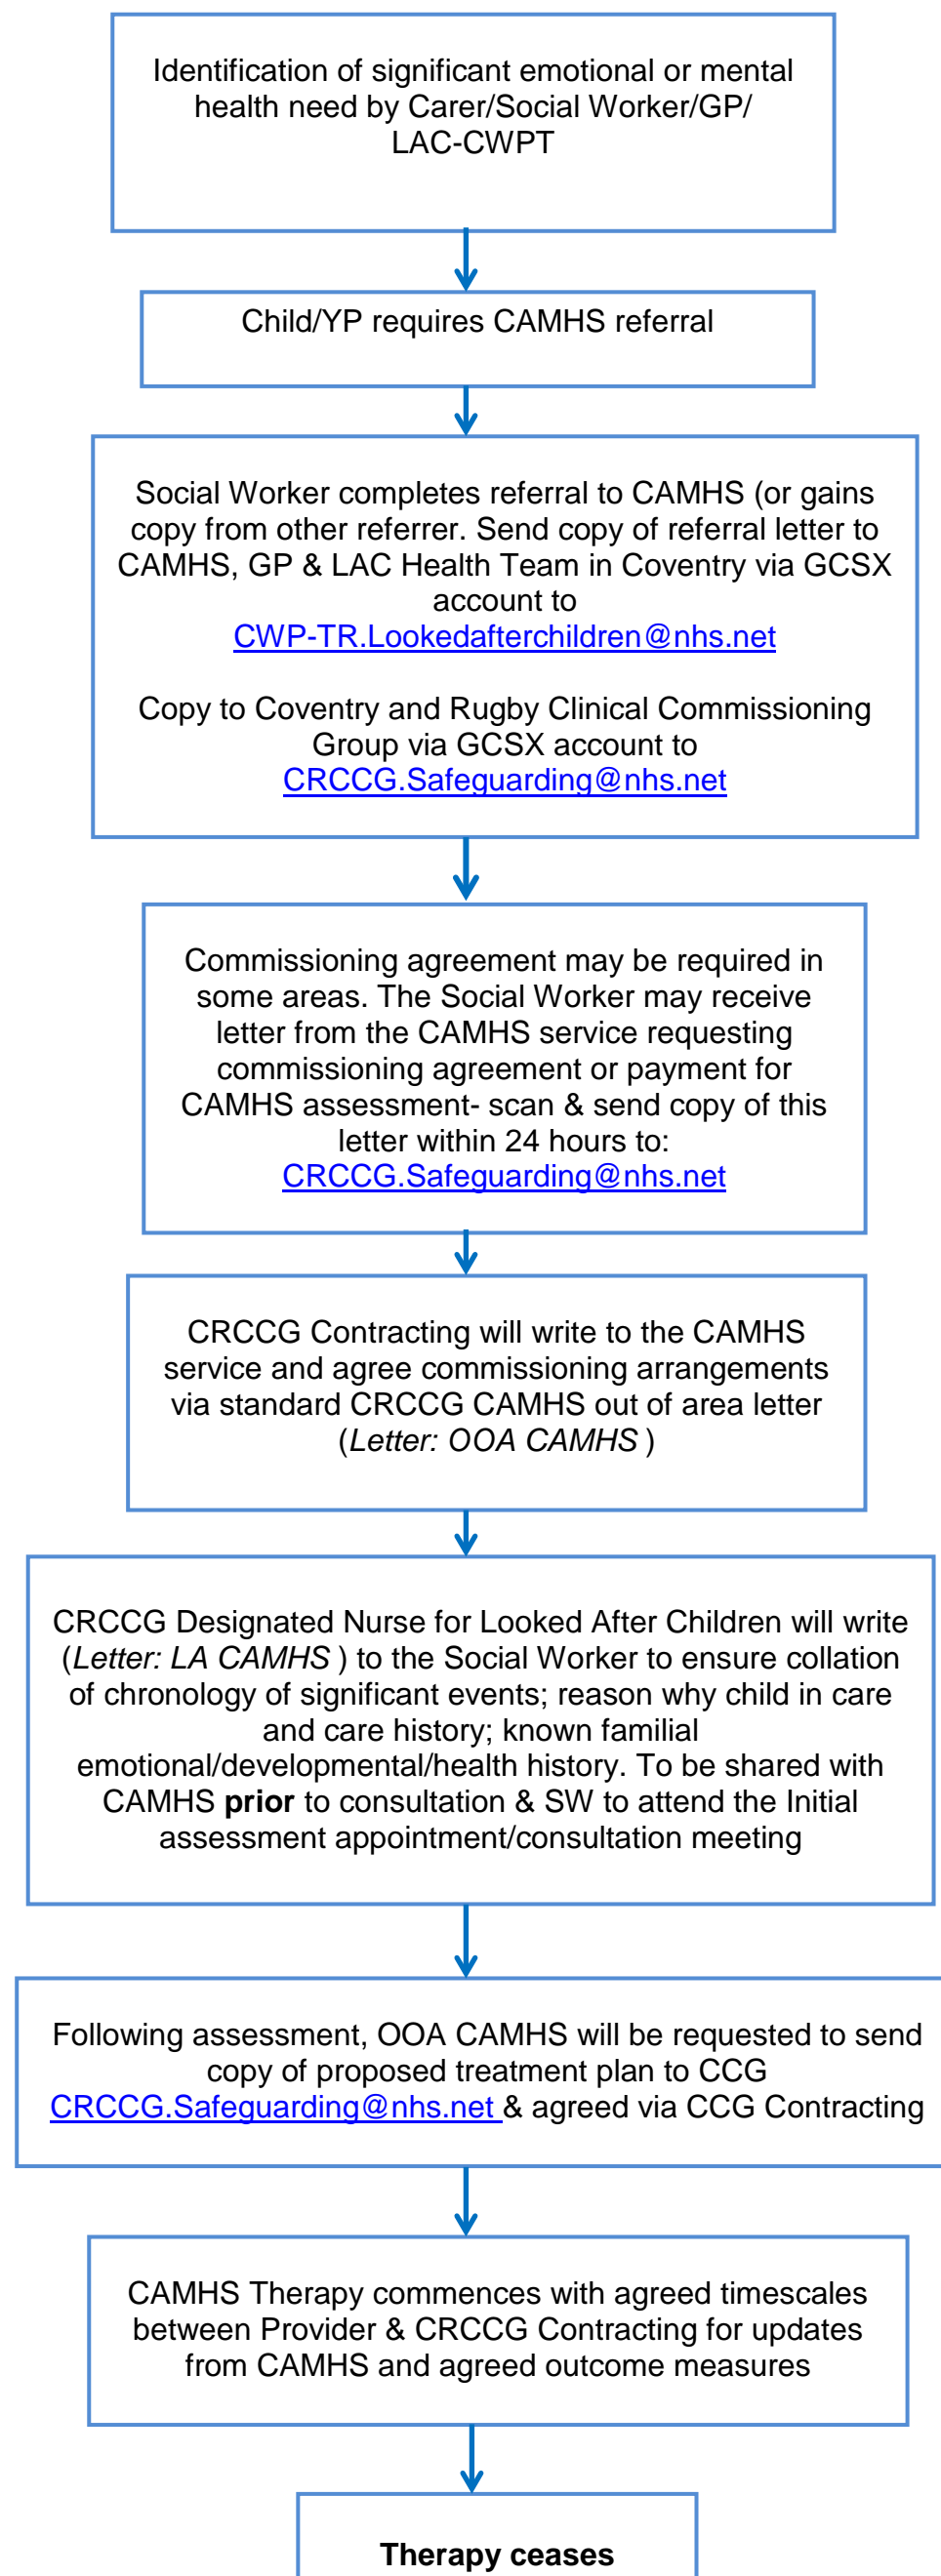 Identification of significant emotional or mental
health need by Carer/Social Worker/GP/
LAC-CWPT
Child/YP requires CAMHS referral
Social Worker completes referral to CAMHS (or gains
copy from other referrer. Send copy of referral letter to
CAMHS, GP & LAC Health Team in Coventry via GCSX
account to
CWP-TR.Lookedafterchildren@nhs.net
Copy to Coventry and Rugby Clinical Commissioning
Group via GCSX account to
CRCCG.Safeguarding@nhs.net
Commissioning agreement may be required in
some areas. The Social Worker may receive
letter from the CAMHS service requesting
commissioning agreement or payment for
CAMHS assessment- scan & send copy of this
letter within 24 hours to:
CRCCG.Safeguarding@nhs.net
CRCCG Contracting will write to the CAMHS
service and agree commissioning arrangements
via standard CRCCG CAMHS out of area letter
(Letter: OOA CAMHS )
CRCCG Designated Nurse for Looked After Children will write
(Letter: LA CAMHS ) to the Social Worker to ensure collation
of chronology of significant events; reason why child in care
and care history; known familial
emotional/developmental/health history. To be shared with
CAMHS prior to consultation & SW to attend the Initial
assessment appointment/consultation meeting
Following assessment, OOA CAMHS will be requested to send
copy of proposed treatment plan to CCG
CRCCG.Safeguarding@nhs.net & agreed via CCG Contracting
CAMHS Therapy commences with agreed timescales
between Provider & CRCCG Contracting for updates
from CAMHS and agreed outcome measures
Therapy ceases